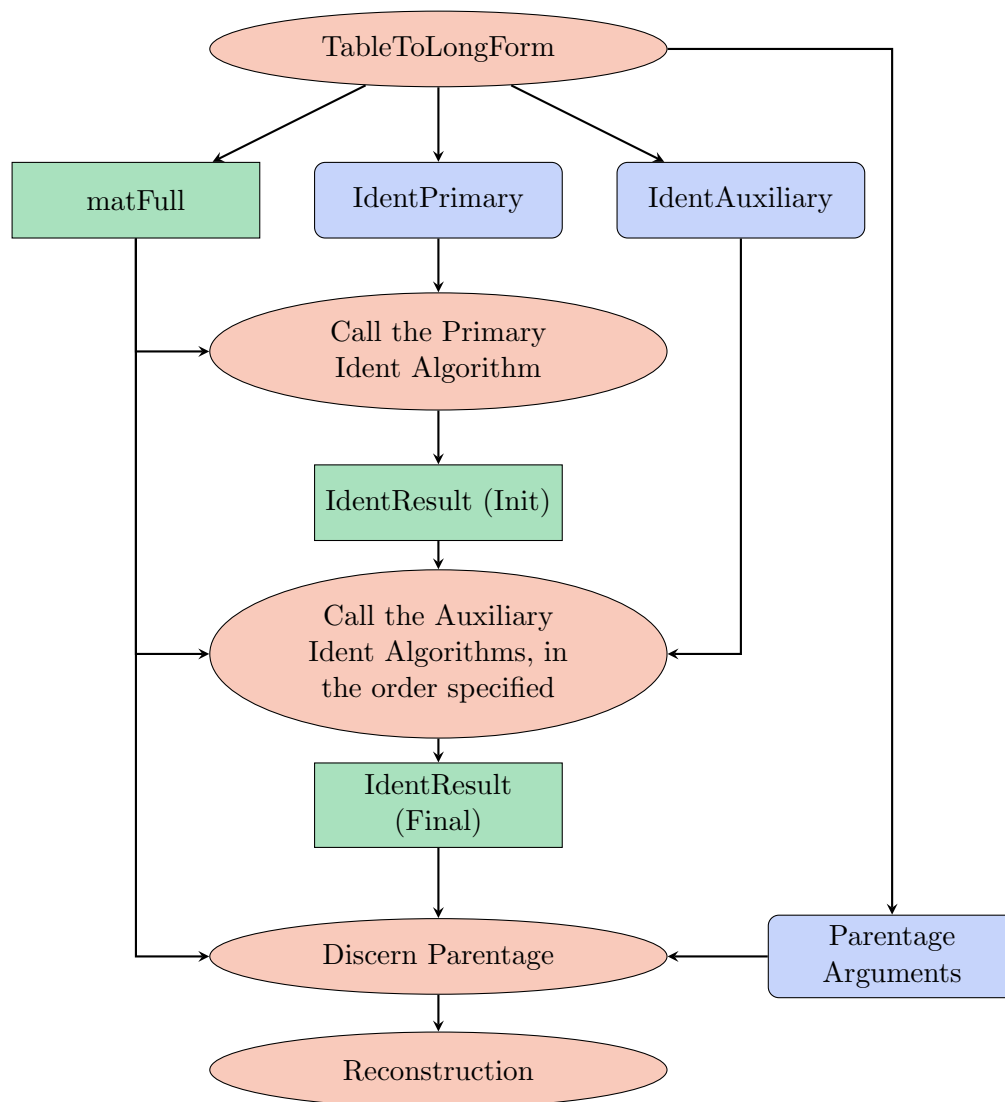 TableToLongForm
matFull
IdentPrimary
IdentAuxiliary
Call the Primary
Ident Algorithm
IdentResult (Init)
Call the Auxiliary
Ident Algorithms, in
the order specified
IdentResult
(Final)
Discern Parentage
Parentage
Arguments
Reconstruction